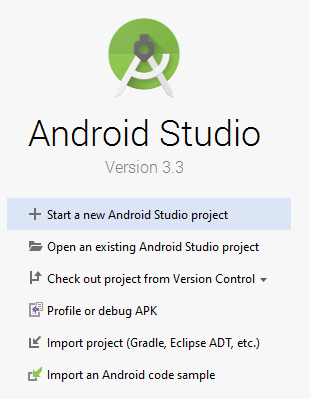 Android Studio
Version 3.3
Start a new Android Studio project
Open an existing Android Studio project
Check out project from Version Control
Profile or debug APK
Import project (Gradle, Eclipse ADT, etc.)
Import an Android code sample